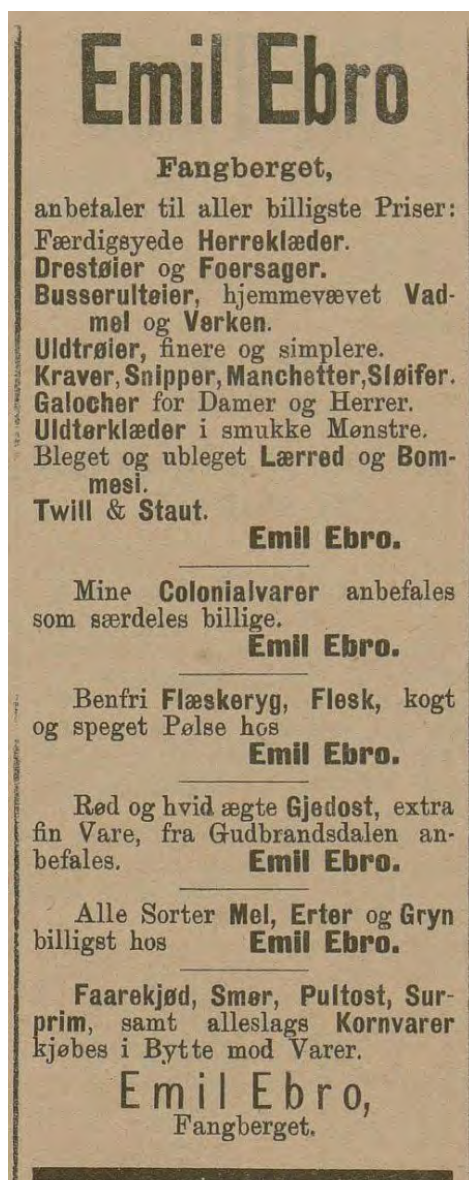 Emil Ebro
Fangberget,
anbefaler til aller billigste Priser:
Færdigsyede Herreklæder.
Drestøier og Foersager.
Busserultøier, hjemmevævet Vad-
mel og Verken.
Uldtrøier, finere og simplere.
Kraver, Snipper, Manchetter, Sløifer.
Galocher for Damer og Herrer.
Uldtørklæder i smukke Mønstre.
Bleget og ubleget Lærred og Bom-
mesi.
Twill & Staut.
Emil Ebro.
Mine Colonialvarer anbefales
som særdeles billige.
Emil Ebro.
Benfri Flæskeryg, Flesk, kogt
og speget Pølse hos
Emil Ebro.
Rød og hvid ægte Gjedost, extra
fin Vare, fra Gudbrandsdalen an-
befales. Emil Ebro.
Alle Sorter Mel, Erter og Gryn
billigst hos Emil Ebro.
Faarekjød, Smør, Pultost, Sur-
prim, samt alleslags Kornvarer
kjøbes i Bytte mod Varer.
Emil Ebro,
Fangberget.